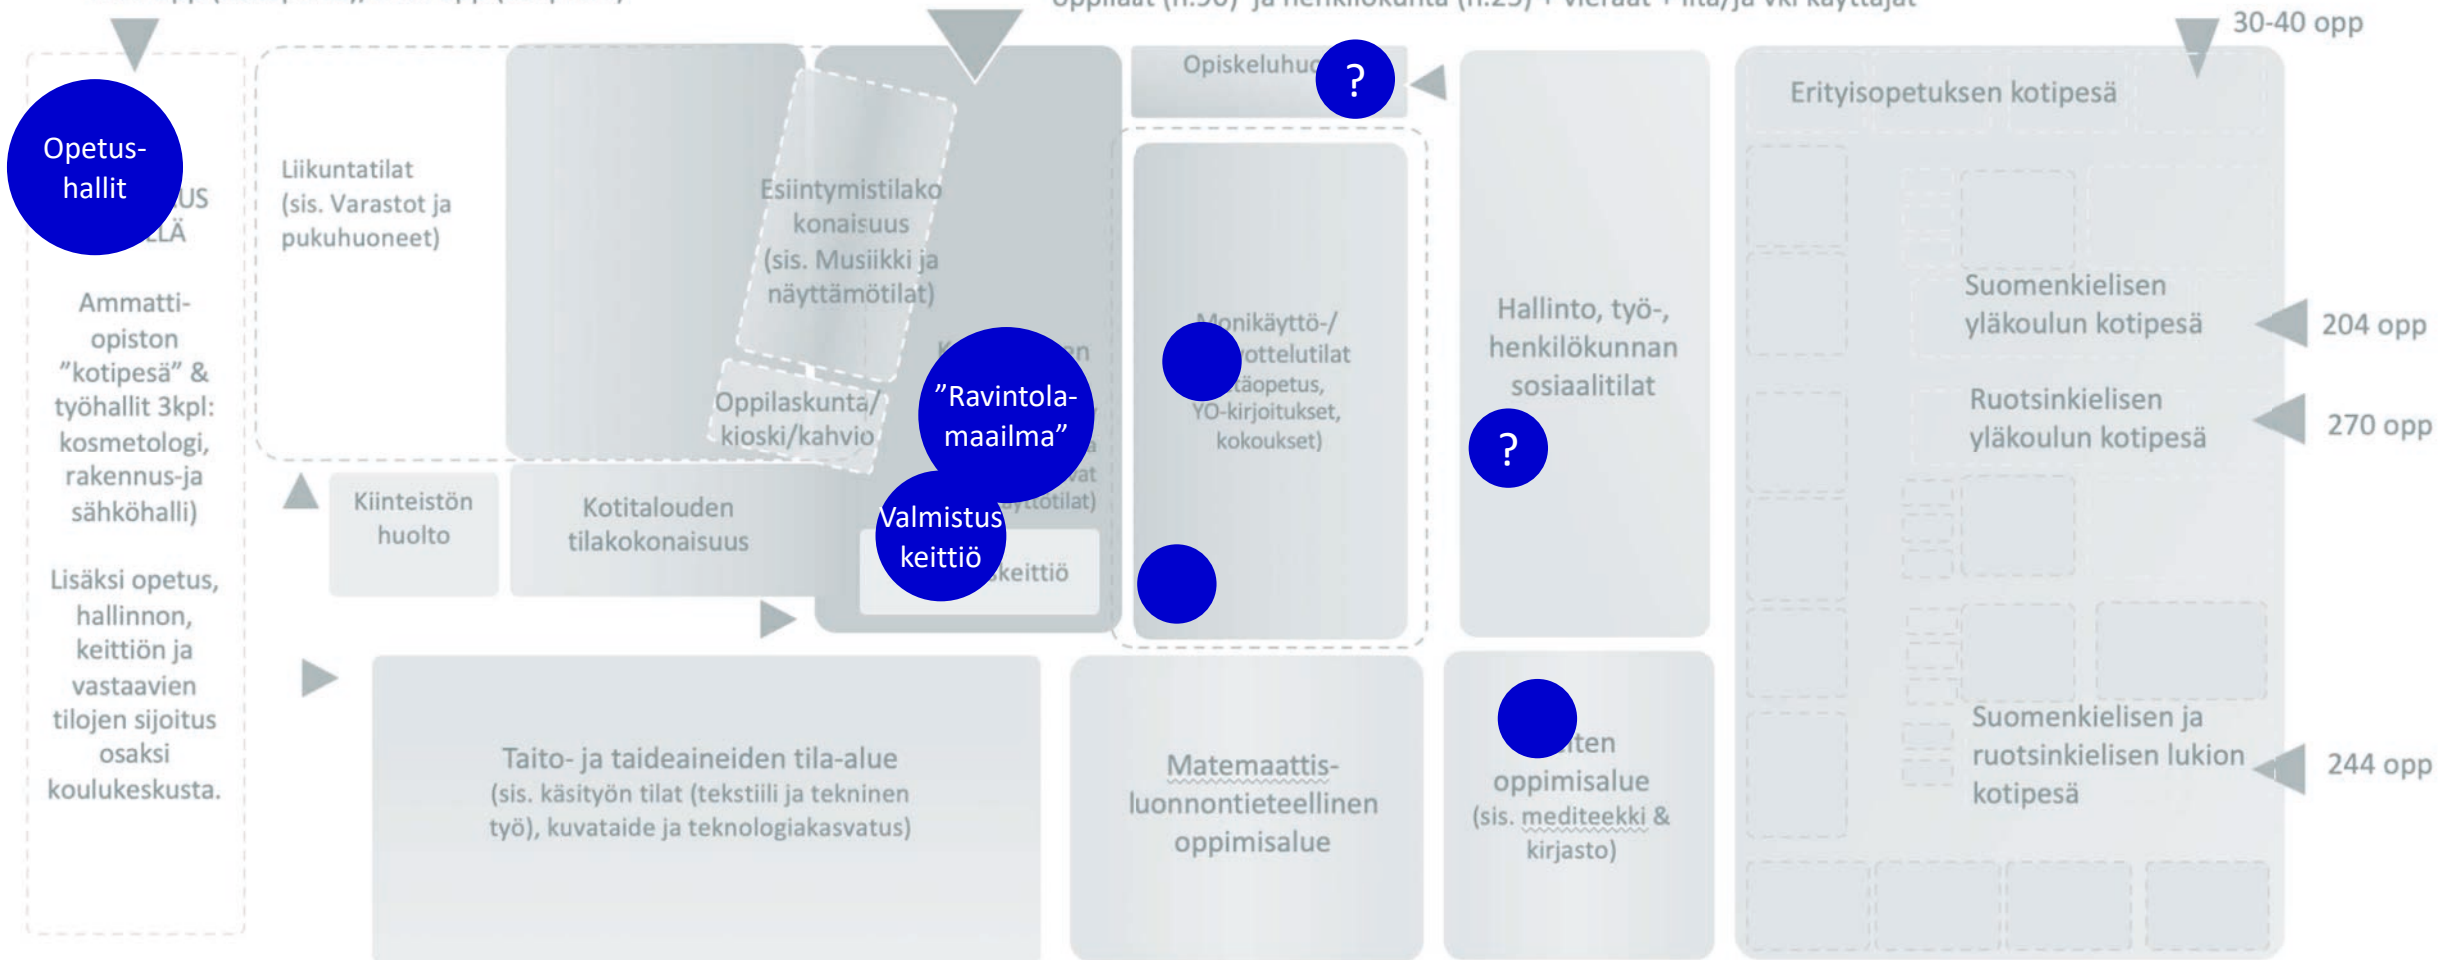 30-40 opp
Opetus-
hallit
Ammatti-
opiston
”kotipesä” &
työhallit 3kpl:
kosmetologi,
rakennus-ja
sähköhalli)
Lisäksi opetus,
hallinnon,
keittiön ja
vastaavien
tilojen sijoitus
osaksi
koulukeskusta.
Liikuntatilat
(sis. Varastot ja
pukuhuoneet)
Kiinteistön
huolto
Kotitalouden
tilakokonaisuus
Esiintymistilako
konaisuus
(sis. Musiikki ja
näyttämötilat)
Oppilaskunta/
kioski/kahvio
”Ravintola-
maailma”
Valmistus
keittiö
?
Monikäyttö-/
YO-kirjoitukset,
kokoukset)
Hallinto, työ-,
henkilökunnan
sosiaalitilat
?
Taito- ja taideaineiden tila-alue
(sis. käsityön tilat (tekstiili ja tekninen
työ), kuvataide ja teknologiakasvatus)
Matemaattis-
luonnontieteellinen
oppimisalue
oppimisalue
(sis. mediteekki &
kirjasto)
Erityisopetuksen kotipesä
Suomenkielisen
yläkoulun kotipesä
204 opp
Ruotsinkielisen
yläkoulun kotipesä
270 opp
Suomenkielisen ja
ruotsinkielisen lukion
kotipesä
244 opp